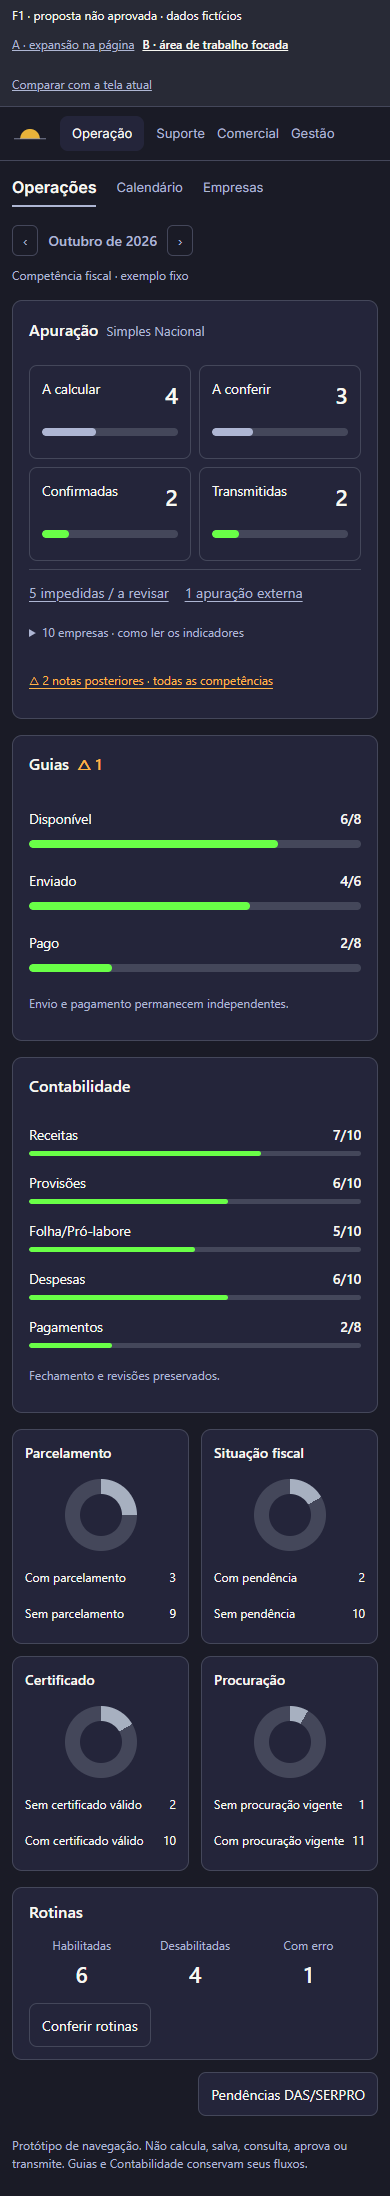 F1 · proposta não aprovada · dados fictícios
A · expansão na página B · área de trabalho focada
Comparar com a tela atual
Operação Suporte Comercial Gestão
Operações Calendário Empresas
‹ Outubro de 2026 ›
Competência fiscal · exemplo fixo
Apuração Simples Nacional
A calcular 4
A conferir 3
Confirmadas 2
Transmitidas 2
5 impedidas / a revisar 1 apuração externa
▶ 10 empresas · como ler os indicadores
△ 2 notas posteriores · todas as competências
Guias △ 1
Disponível 6/8
Enviado 4/6
Pago 2/8
Envio e pagamento permanecem independentes.
Contabilidade
Receitas 7/10
Provisões 6/10
Folha/Pró-labore 5/10
Despesas 6/10
Pagamentos 2/8
Fechamento e revisões preservados.
Parcelamento
Com parcelamento 3
Sem parcelamento 9
Situação fiscal
Com pendência 2
Sem pendência 10
Certificado
Sem certificado válido 2
Com certificado válido 10
Procuração
Sem procuração vigente 1
Com procuração vigente 11
Rotinas
Habilitadas Desabilitadas Com erro
6 4 1
Conferir rotinas
Pendências DAS/SERPRO
Protótipo de navegação. Não calcula, salva, consulta, aprova ou
transmite. Guias e Contabilidade conservam seus fluxos.